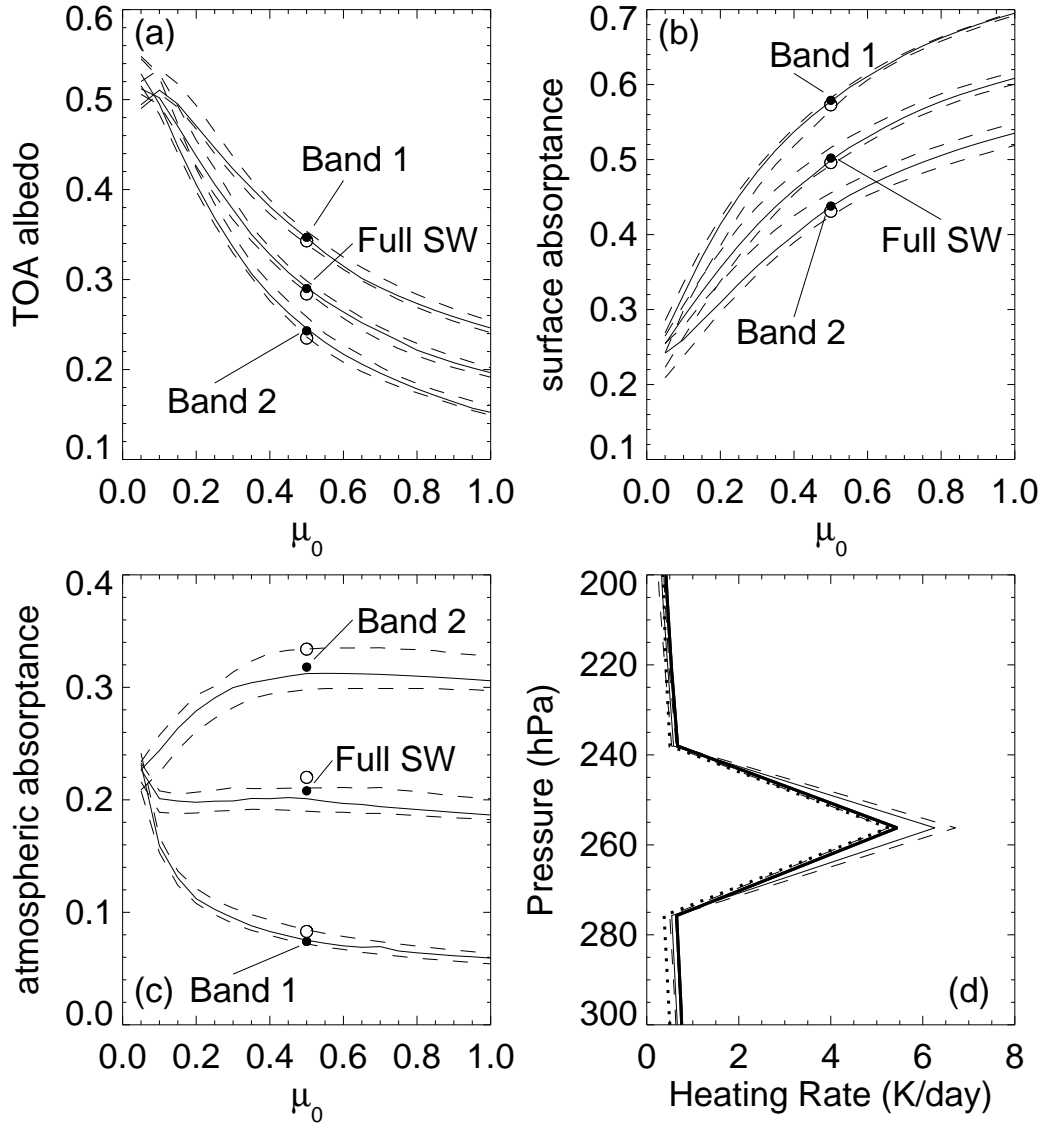 (a)
0.6
0.5
0.4
0.3
0.2
0.1
TOA albedo
Band 1
Full SW
Band 2
0.0 0.2 0.4 0.6 0.8 1.0
μ0
(b)
0.7
0.6
0.5
0.4
0.3
0.2
0.1
surface absorptance
Band 1
Full SW
Band 2
0.0 0.2 0.4 0.6 0.8 1.0
μ0
0.4
0.3
0.2
0.1
0.0
atmospheric absorptance
Band 2
Full SW
Band 1
(c)
0.0 0.2 0.4 0.6 0.8 1.0
μ0
200
220
240
260
280
300
Pressure (hPa)
(d)
0 2 4 6 8
Heating Rate (K/day)